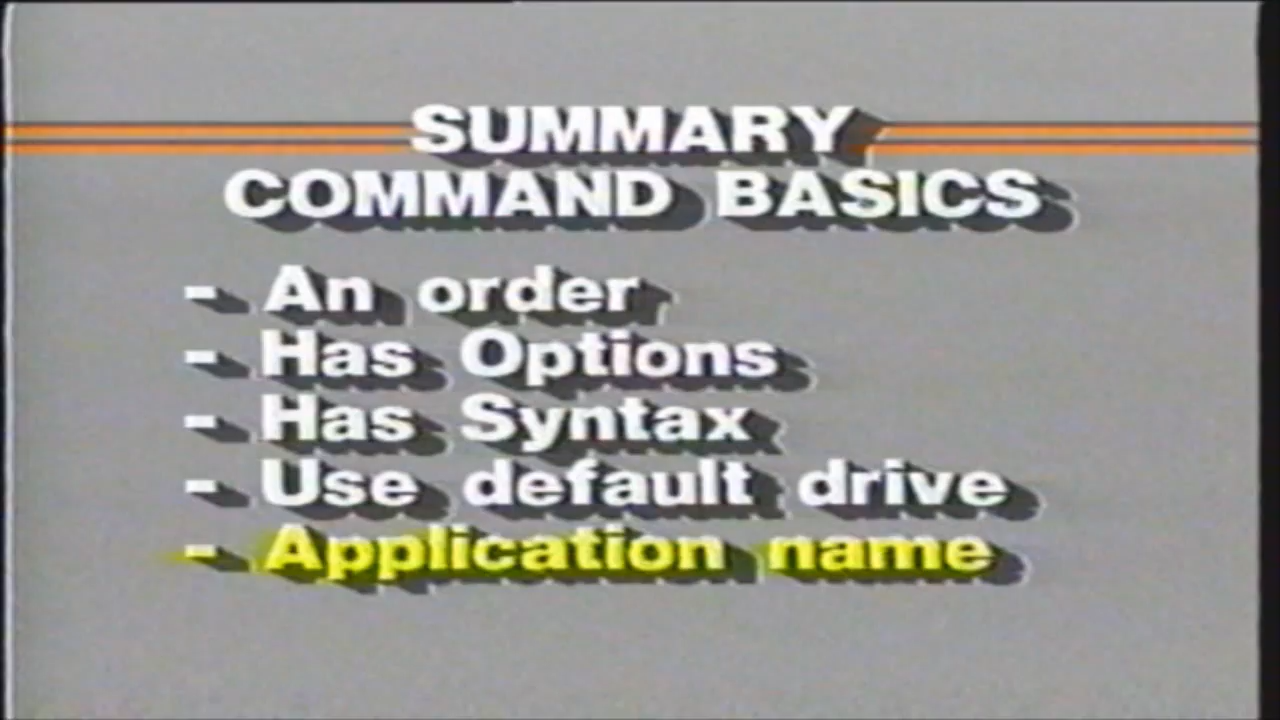 SUMMARY
COMMAND BASICS
- An order
- Has Options
- Has Syntax
- Use default drive
- Application name